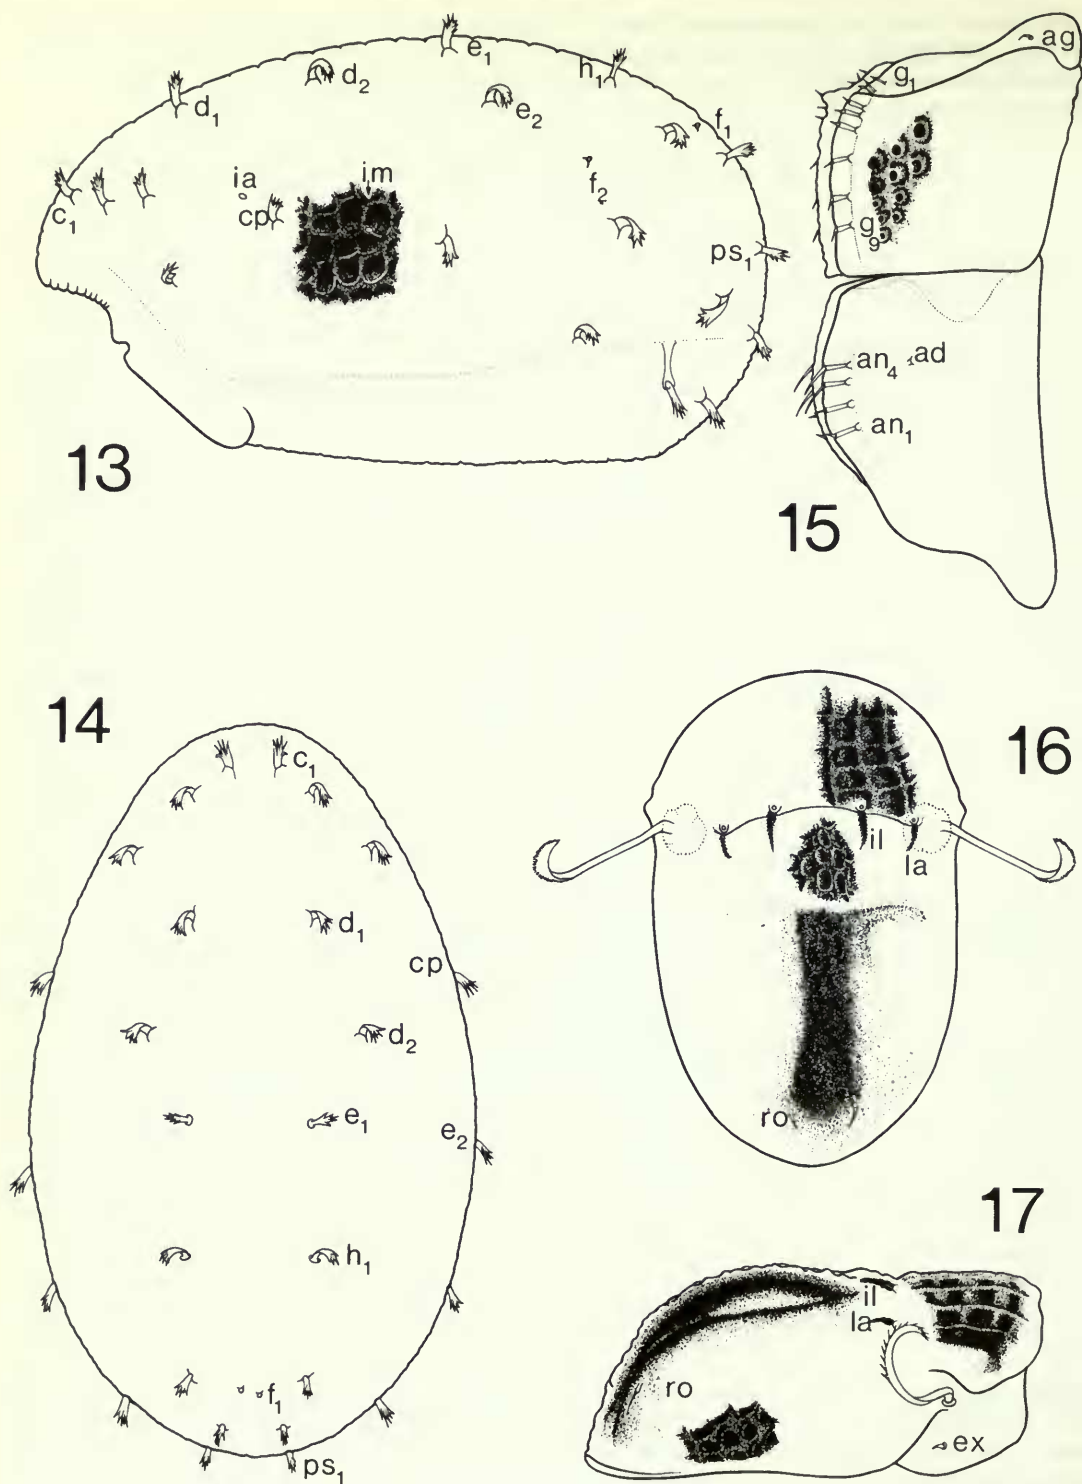 e₁
d₂
h₁
d₁
e₂
f₁
ia
im
f₂
c₁
cp
ps₁
13
ag
g₁
g₉
an₄
ad
an₁
15
14
c₁
d₁
cp
d₂
e₁
e₂
h₁
f₁
ps₁
16
il
la
ro
17
il
la
ro
ex